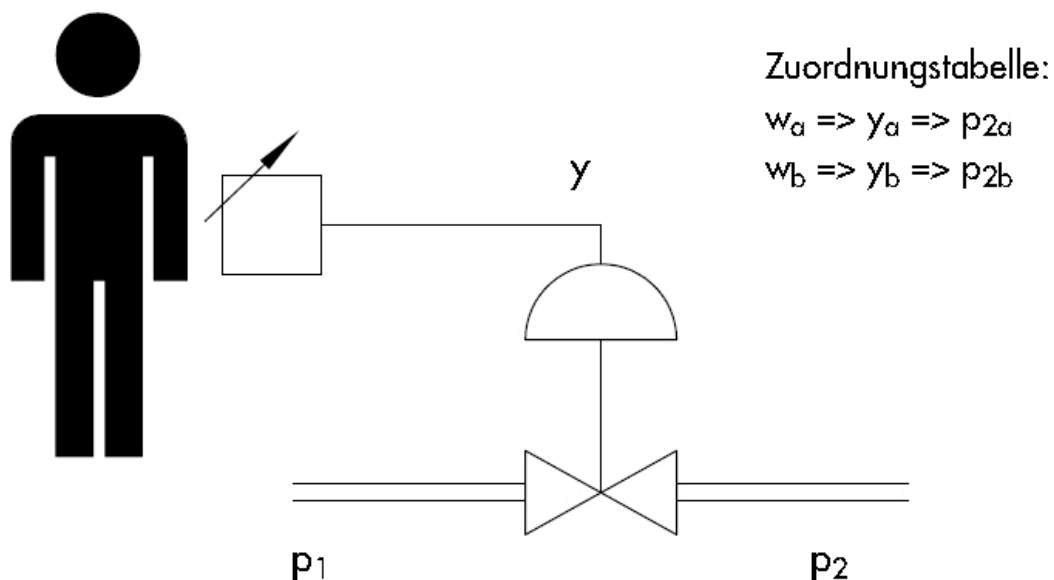 Zuordnungstabelle:
wa => ya => p2a
wb => yb => p2b
y
p1
p2